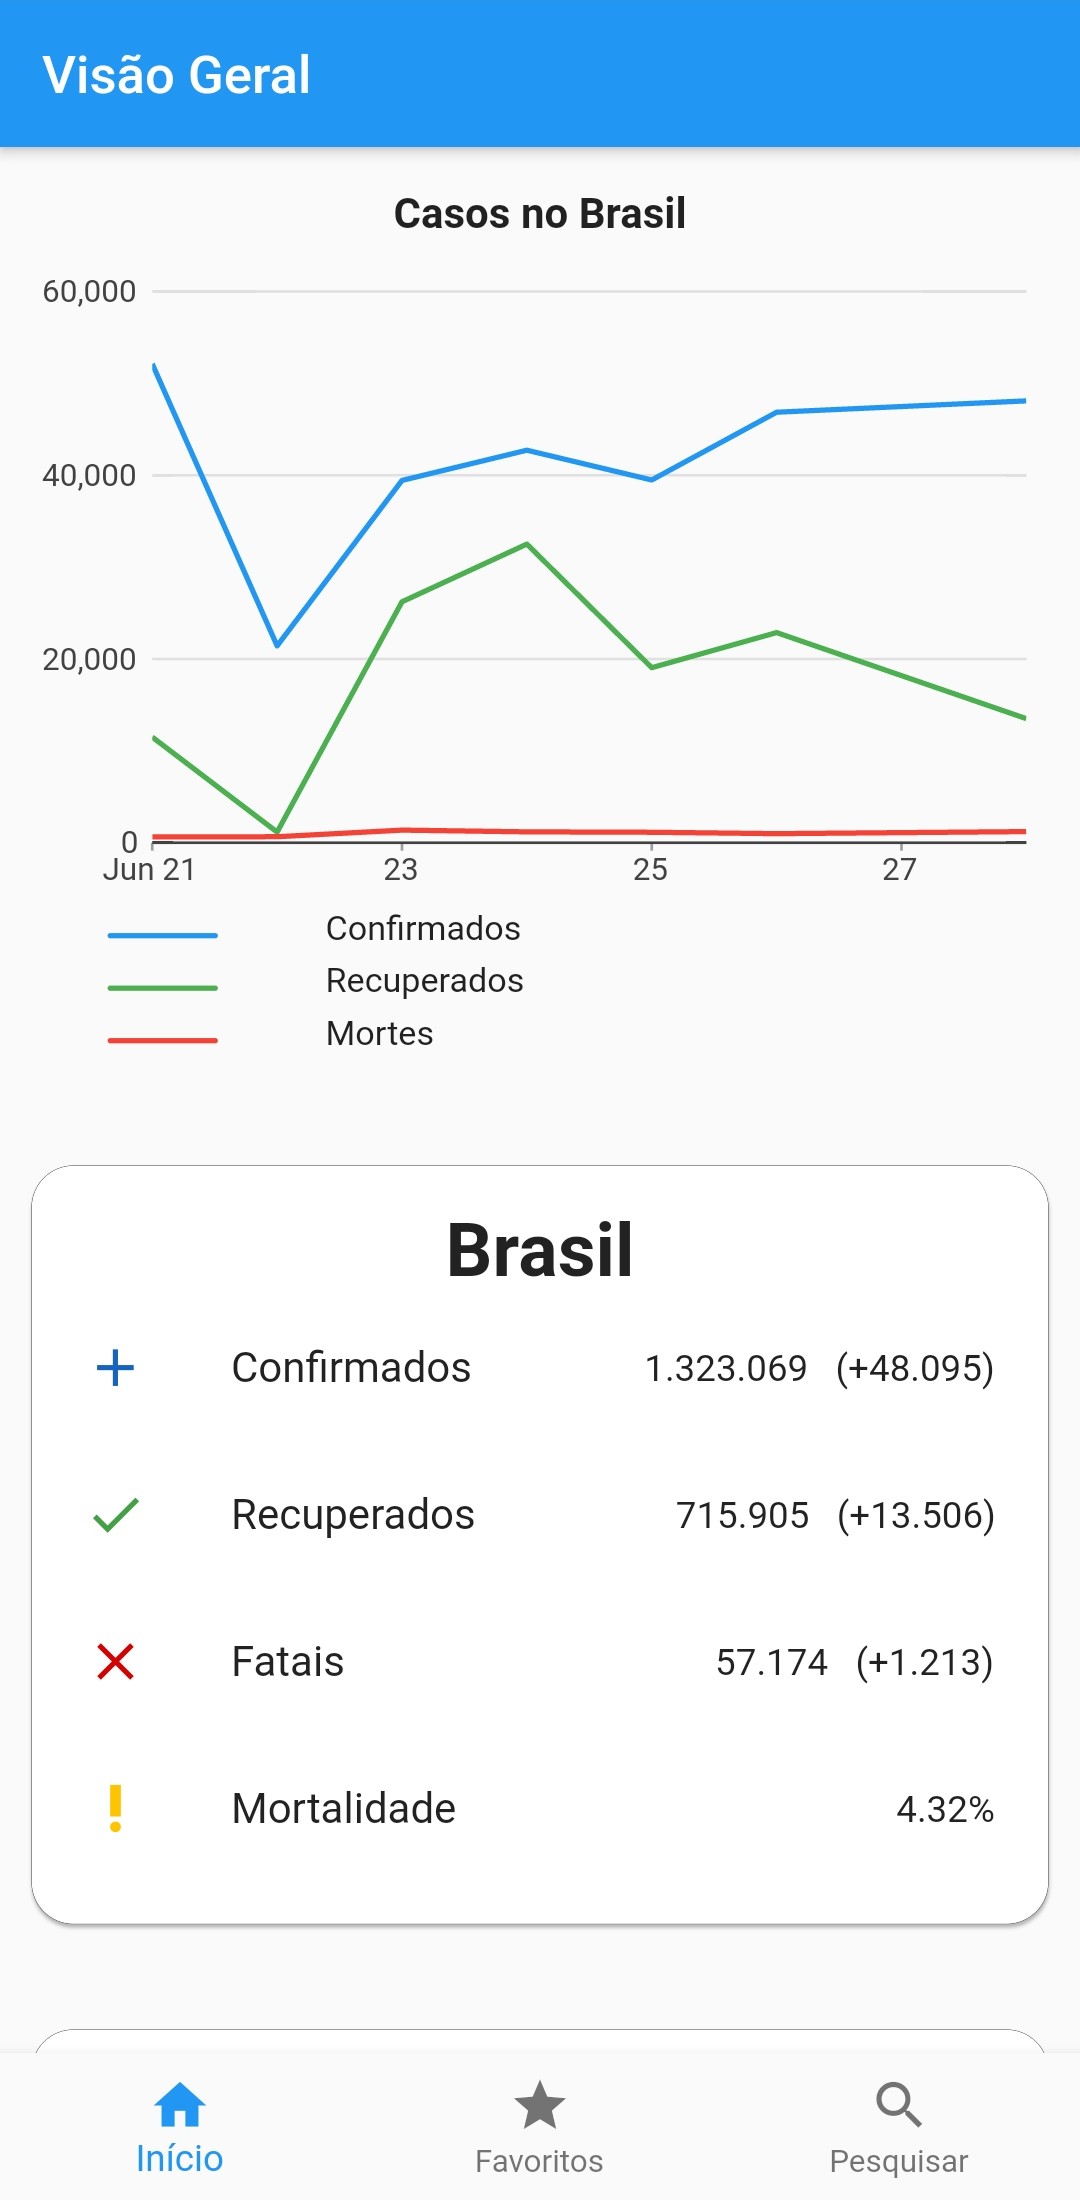 Visão Geral
Casos no Brasil
60,000
40,000
20,000
0
Jun 21 23 25 27
Confirmados
Recuperados
Mortes
Brasil
Confirmados 1.323.069 (+48.095)
Recuperados 715.905 (+13.506)
Fatais 57.174 (+1.213)
Mortalidade 4.32%
Início Favoritos Pesquisar